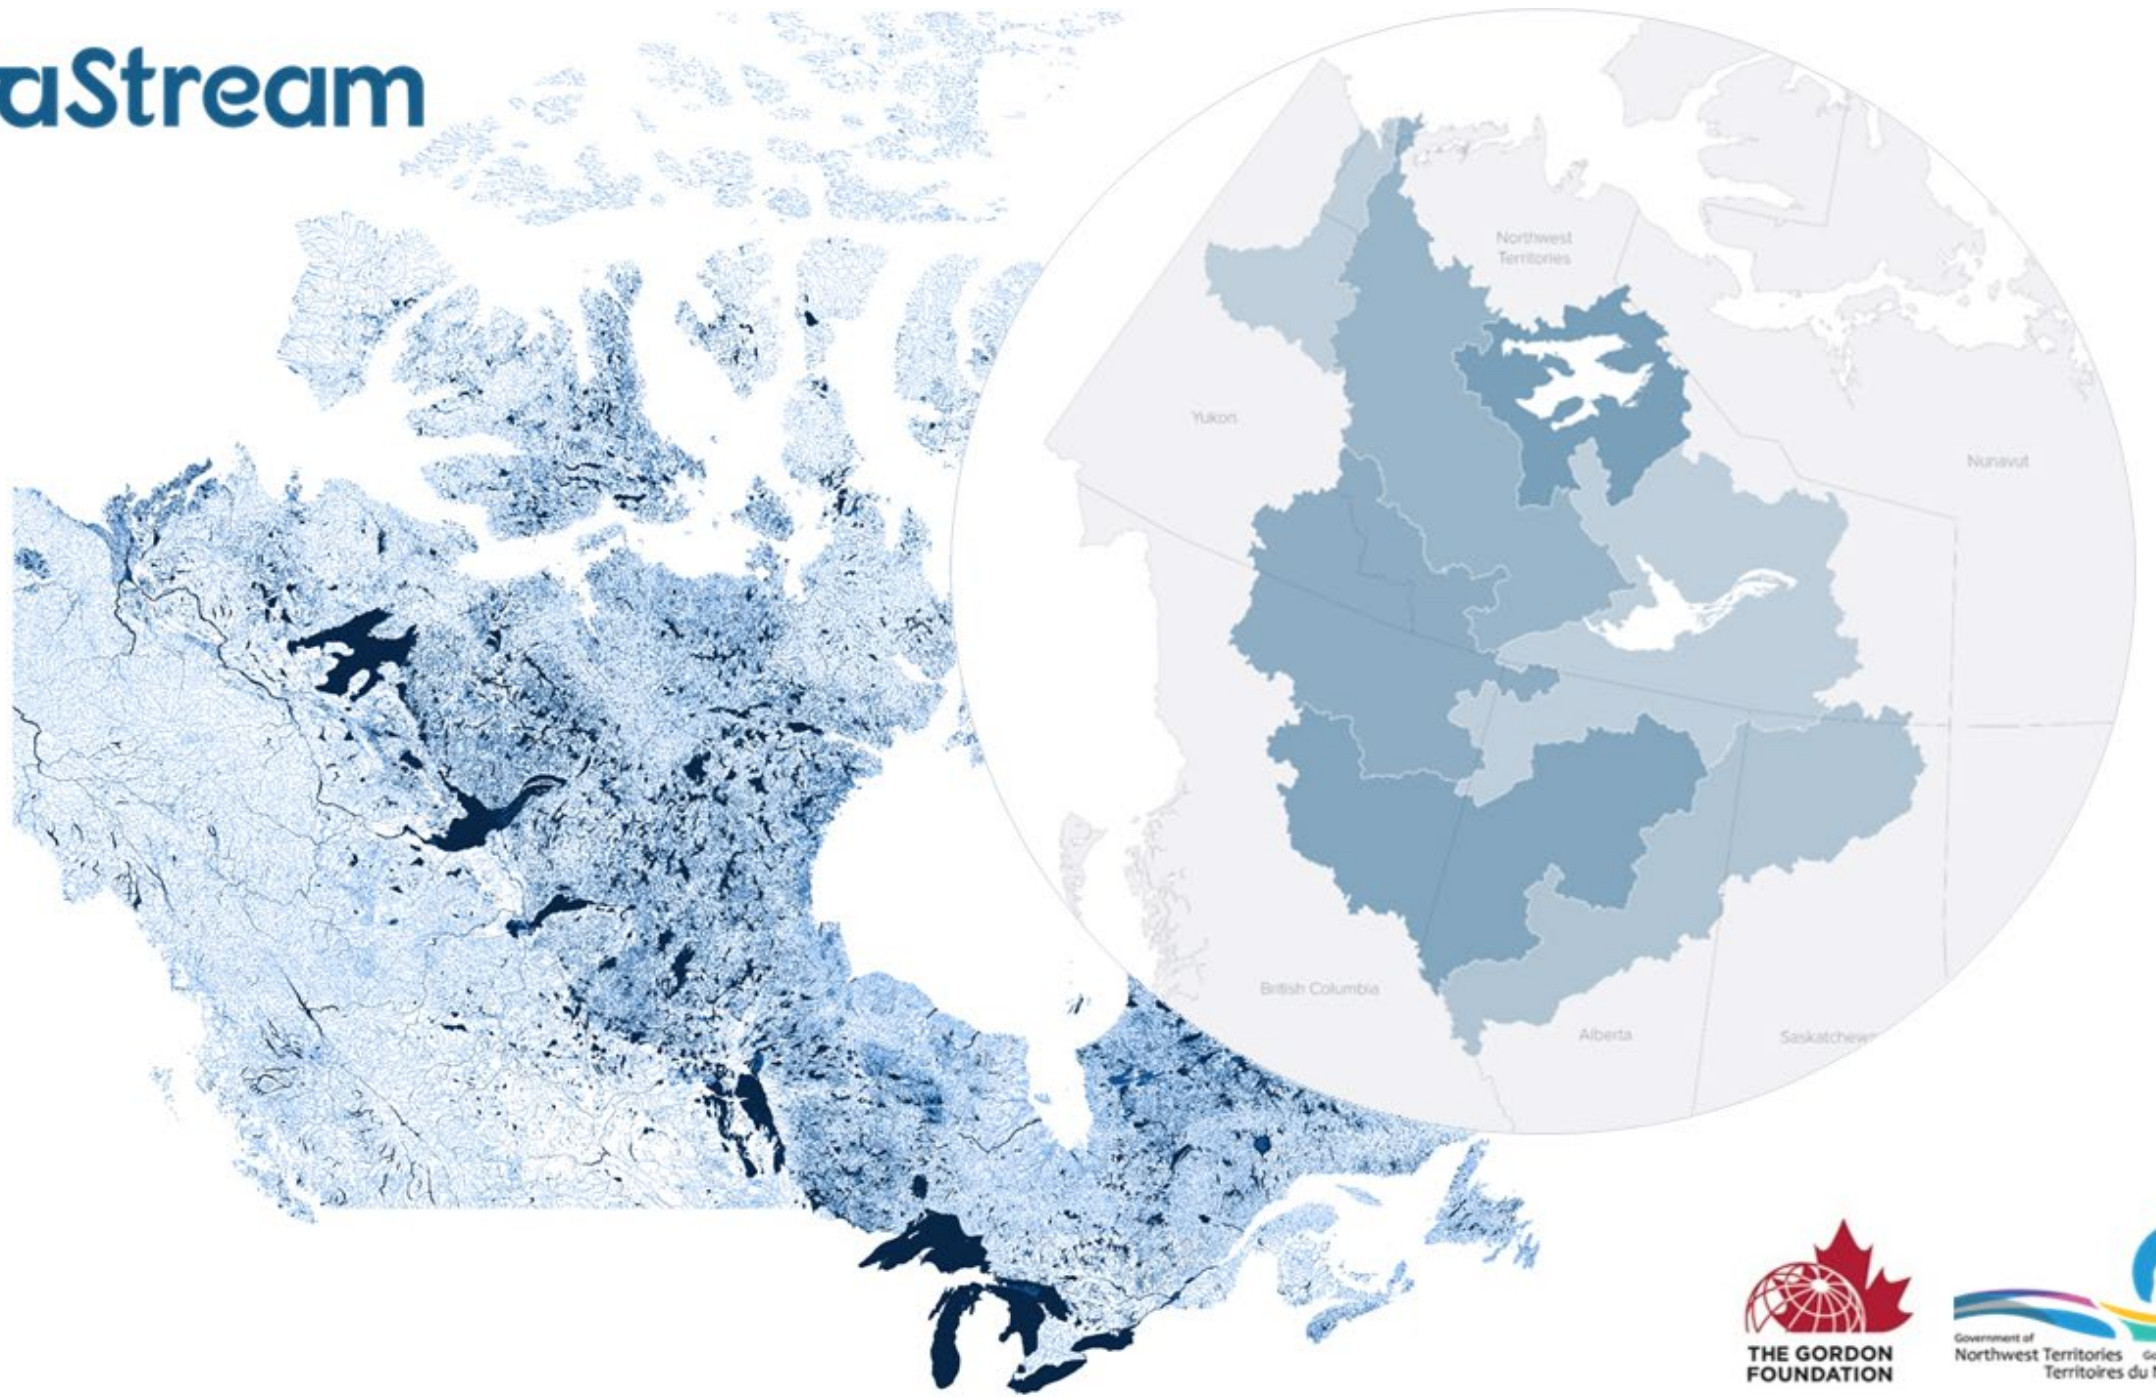 aStream
Northwest
Territories
Yukon
Nunavut
British Columbia
Alberta
Saskatchew
THE GORDON
FOUNDATION
Government of
Northwest Territories
Territoires du